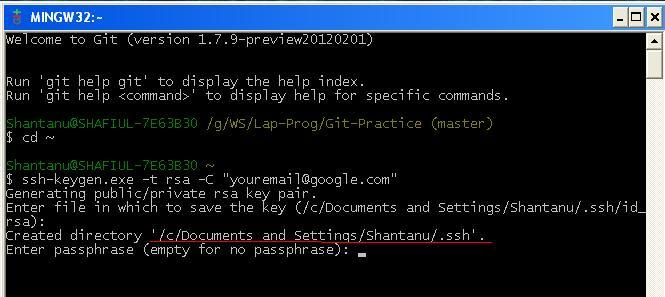 MINGW32:~
Welcome to Git (version 1.7.9-preview20120201)
Run 'git help git' to display the help index.
Run 'git help <command>' to display help for specific commands.
Shantanu@SHAFIUL-7E63B30 /g/WS/Lap-Prog/Git-Practice (master)
$ cd ~
Shantanu@SHAFIUL-7E63B30 ~
$ ssh-keygen.exe -t rsa -C "youremail@google.com"
Generating public/private rsa key pair.
Enter file in which to save the key (/c/Documents and Settings/Shantanu/.ssh/id_
rsa):
Created directory '/c/Documents and Settings/Shantanu/.ssh'.
Enter passphrase (empty for no passphrase):